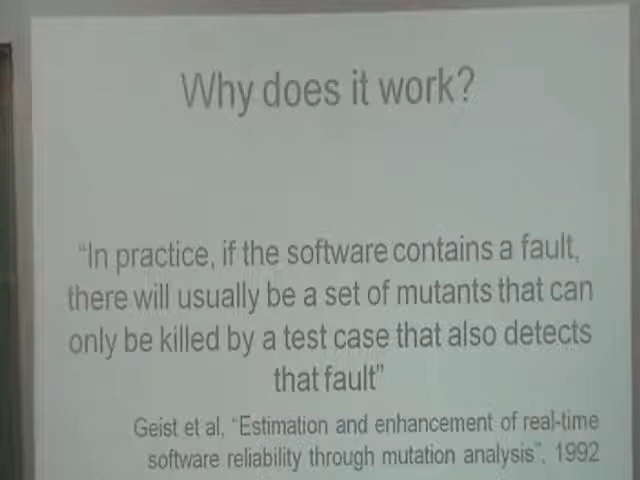 Why does it work?
“In practice, if the software contains a fault,
there will usually be a set of mutants that can
only be killed by a test case that also detects
that fault”
Geist et al, “Estimation and enhancement of real-time
software reliability through mutation analysis”, 1992